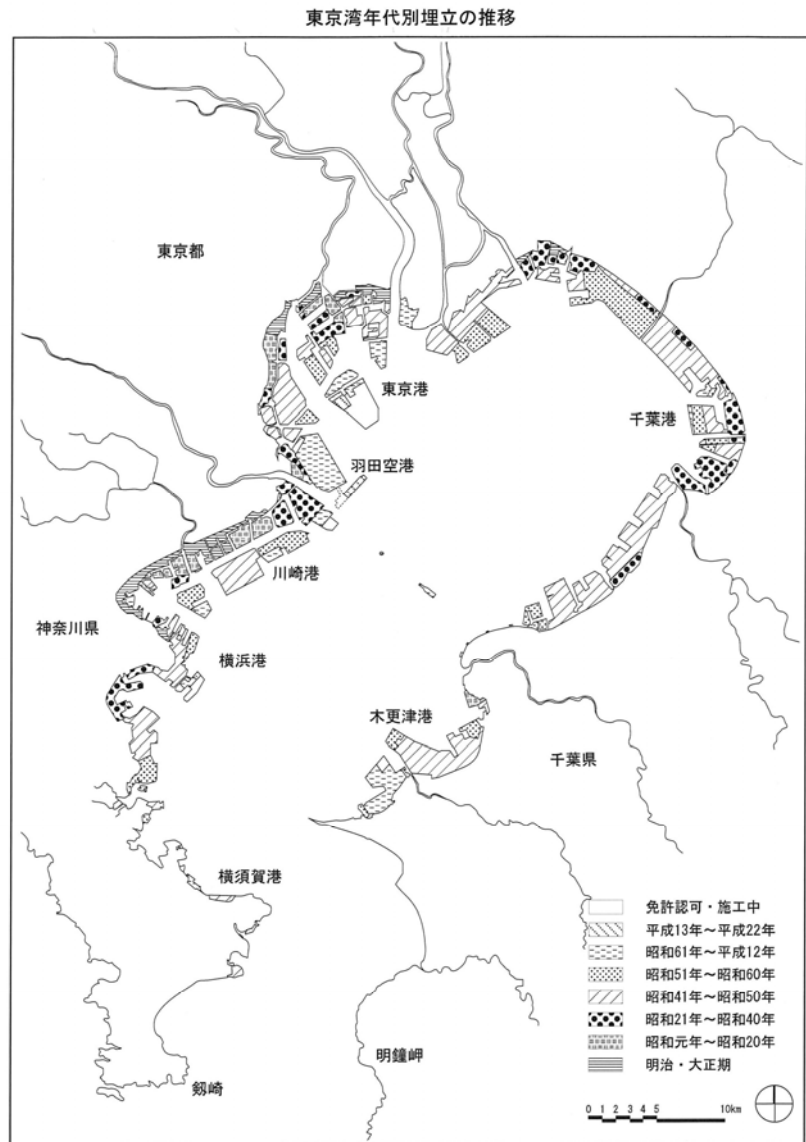 東京湾年代別埋立の推移
東京都
東京港
千葉港
羽田空港
川崎港
神奈川県
横浜港
木更津港
千葉県
横須賀港
免許認可・施工中
平成13年～平成22年
昭和61年～平成12年
昭和51年～昭和60年
昭和41年～昭和50年
昭和21年～昭和40年
昭和元年～昭和20年
明治・大正期
明鐘岬
剱崎
0 1 2 3 4 5 10km